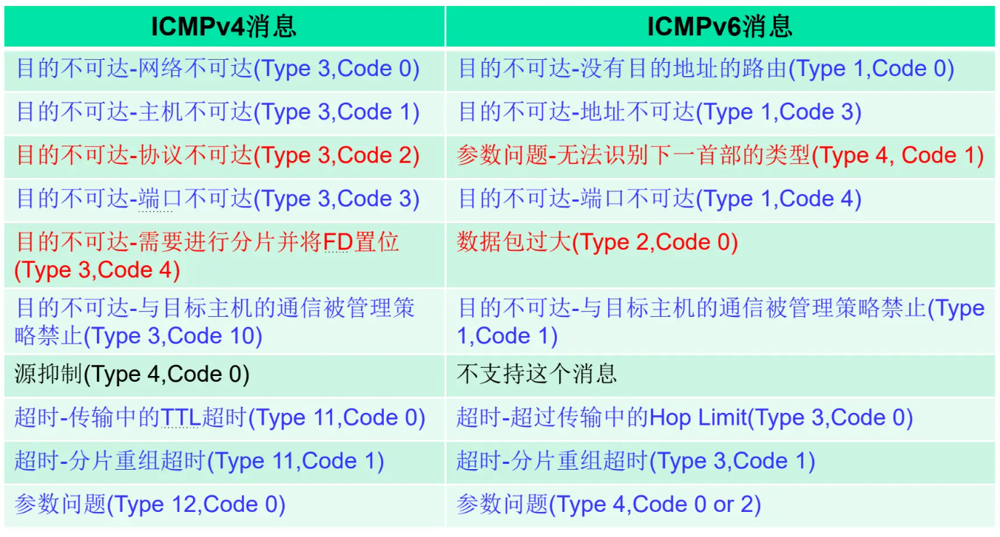 ICMPv4消息
ICMPv6消息
目的不可达-网络不可达(Type 3,Code 0)
目的不可达-没有目的地址的路由(Type 1,Code 0)
目的不可达-主机不可达(Type 3,Code 1)
目的不可达-地址不可达(Type 1,Code 3)
目的不可达-协议不可达(Type 3,Code 2)
参数问题-无法识别下一首部的类型(Type 4, Code 1)
目的不可达-端口不可达(Type 3,Code 3)
目的不可达-端口不可达(Type 1,Code 4)
目的不可达-需要进行分片并将FD置位
(Type 3,Code 4)
数据包过大(Type 2,Code 0)
目的不可达-与目标主机的通信被管理策
略禁止(Type 3,Code 10)
目的不可达-与目标主机的通信被管理策略禁止(Type
1,Code 1)
源抑制(Type 4,Code 0)
不支持这个消息
超时-传输中的TTL超时(Type 11,Code 0)
超时-超过传输中的Hop Limit(Type 3,Code 0)
超时-分片重组超时(Type 11,Code 1)
超时-分片重组超时(Type 3,Code 1)
参数问题(Type 12,Code 0)
参数问题(Type 4,Code 0 or 2)